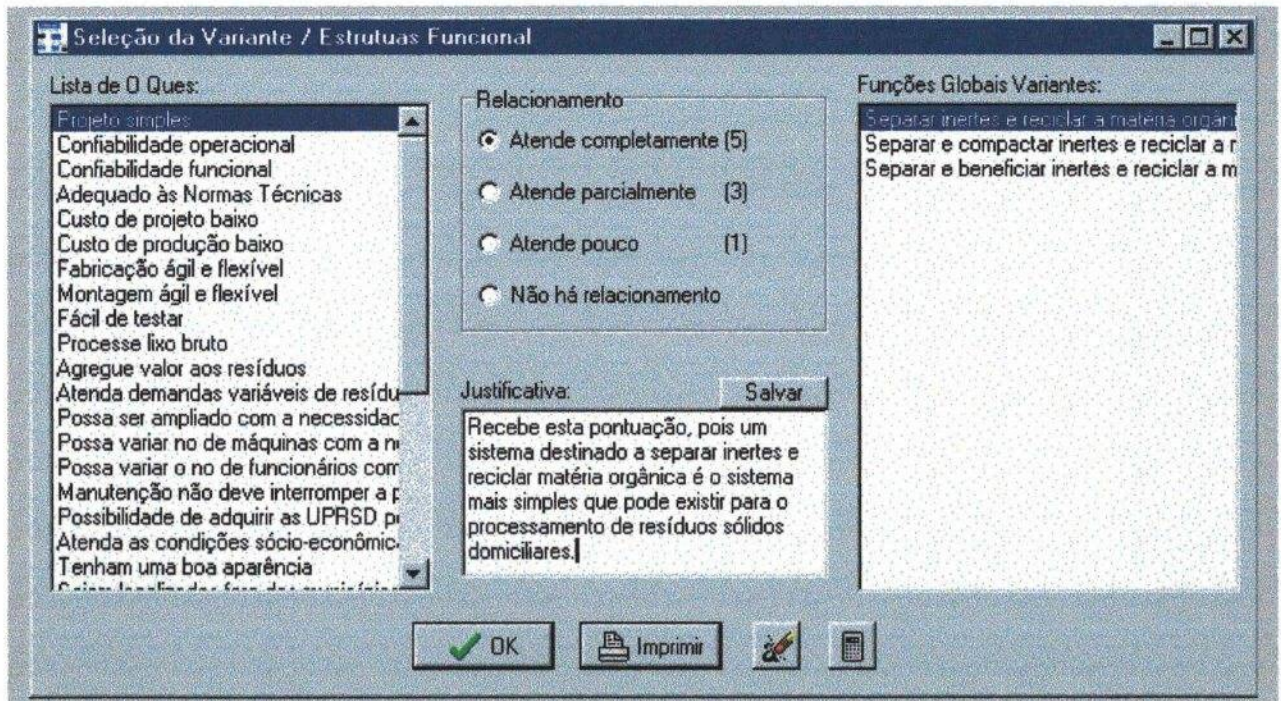 Seleção da Variante / Estrutuas Funcional
Lista de O Ques:
Projeto simples
Confiabilidade operacional
Confiabilidade funcional
Adequado às Normas Técnicas
Custo de projeto baixo
Custo de produção baixo
Fabricação ágil e flexível
Montagem ágil e flexível
Fácil de testar
Processe lixo bruto
Agregue valor aos resíduos
Atenda demandas variáveis de resídu
Possa ser ampliado com a necessidac
Possa variar no de máquinas com a n
Possa variar o no de funcionários com
Manutenção não deve interromper a p
Possibilidade de adquirir as UPRSD p
Atenda as condições sócio-econômic
Tenham uma boa aparência
Relacionamento
Atende completamente (5)
Atende parcialmente (3)
Atende pouco (1)
Não há relacionamento
Justificativa:
Salvar
Recebe esta pontuação, pois um
sistema destinado a separar inertes e
reciclar matéria orgânica é o sistema
mais simples que pode existir para o
processamento de resíduos sólidos
domiciliares.
Funções Globais Variantes:
Separar inertes e reciclar a matéria orgâni
Separar e compactar inertes e reciclar a r
Separar e beneficiar inertes e reciclar a m
OK
Imprimir